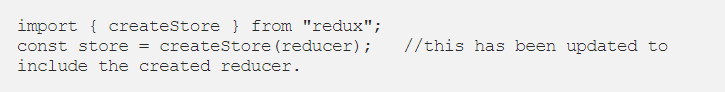 import { createStore } from "redux";
const store = createStore(reducer);   //this has been updated to
include the created reducer.